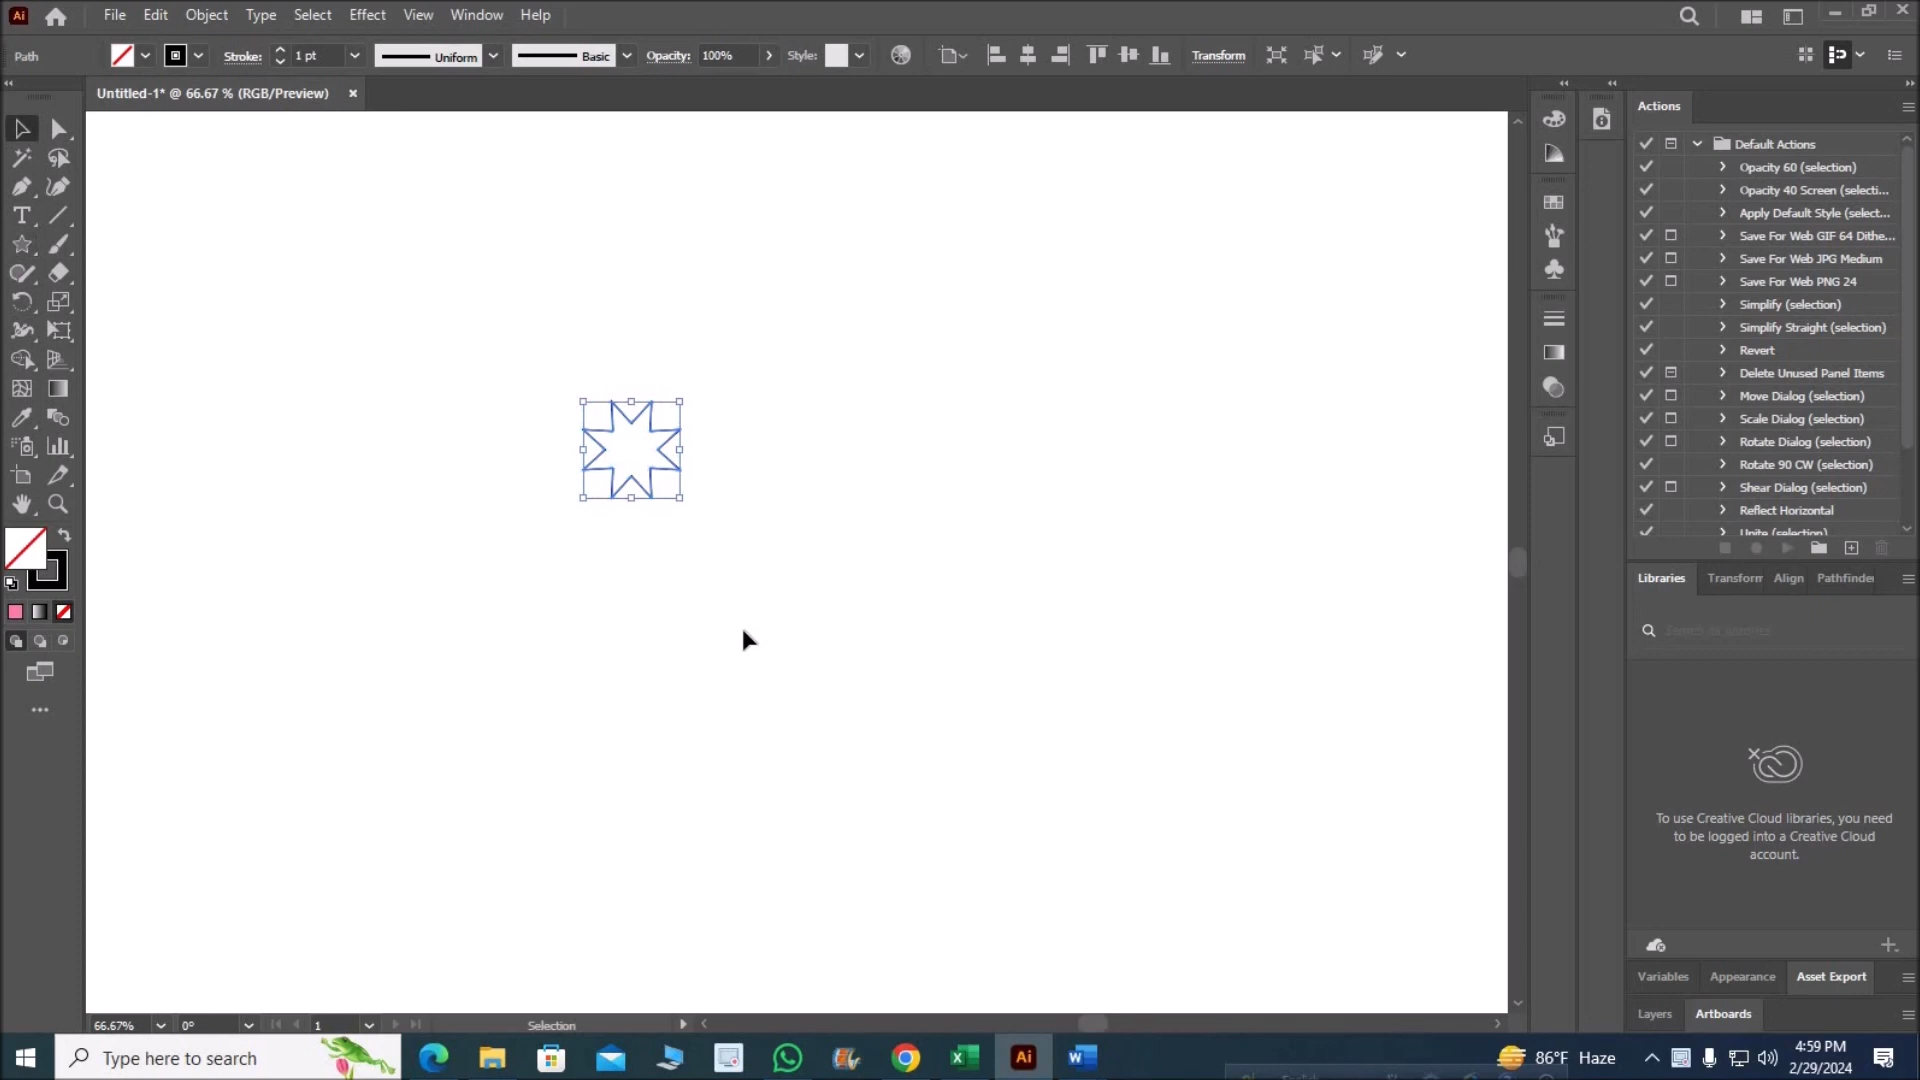 Ai File Edit Object Type Select Effect View Window Help
Path Stroke: 1 pt Uniform Basic Opacity: 100% Style: Transform
Untitled-1* @ 66.67 % (RGB/Preview) ×
Actions
Default Actions
Opacity 60 (selection)
Opacity 40 Screen (selecti...
Apply Default Style (select...
Save For Web GIF 64 Dithe...
Save For Web JPG Medium
Save For Web PNG 24
Simplify (selection)
Simplify Straight (selection)
Revert
Delete Unused Panel Items
Move Dialog (selection)
Scale Dialog (selection)
Rotate Dialog (selection)
Rotate 90 CW (selection)
Shear Dialog (selection)
Reflect Horizontal
Unite (selection)
Libraries Transform Align Pathfinder
To use Creative Cloud libraries, you need
to be logged into a Creative Cloud
account.
Variables Appearance Asset Export
Layers Artboards
66.67% 0° 1 Selection
Type here to search
Ai
86°F Haze
4:59 PM
2/29/2024